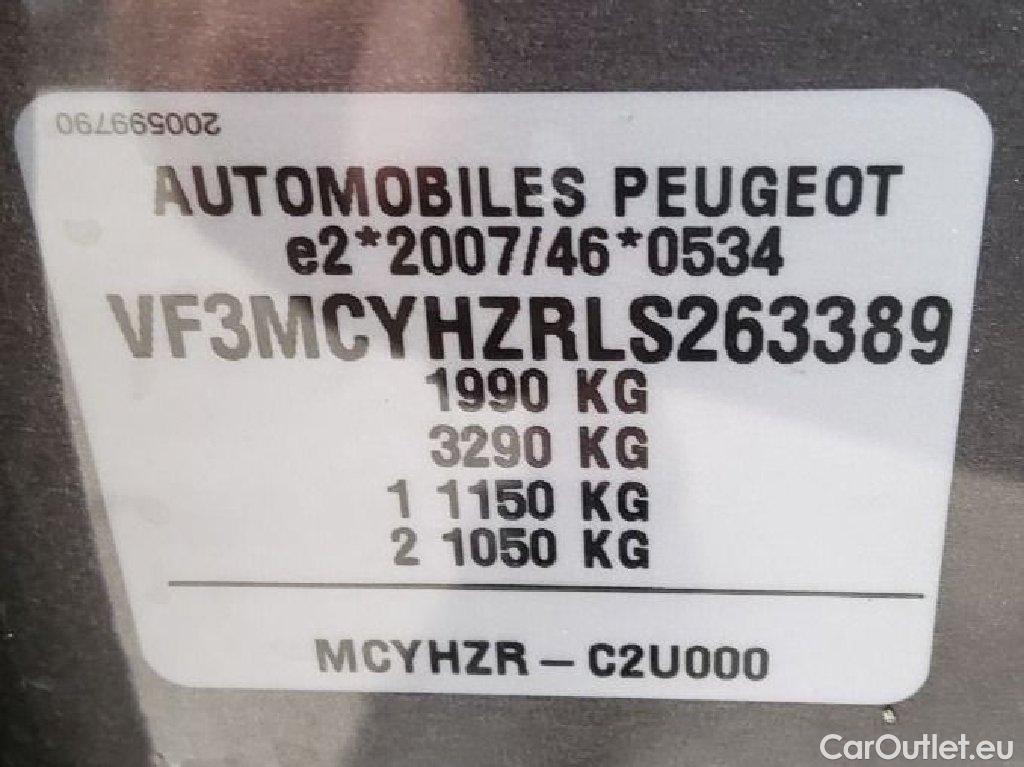 200599790
AUTOMOBILES PEUGEOT
e2*2007/46*0534
VF3MCYHZRLS263389
1990 KG
3290 KG
1 1150 KG
2 1050 KG
MCYHZR – C2U000
CarOutlet.eu